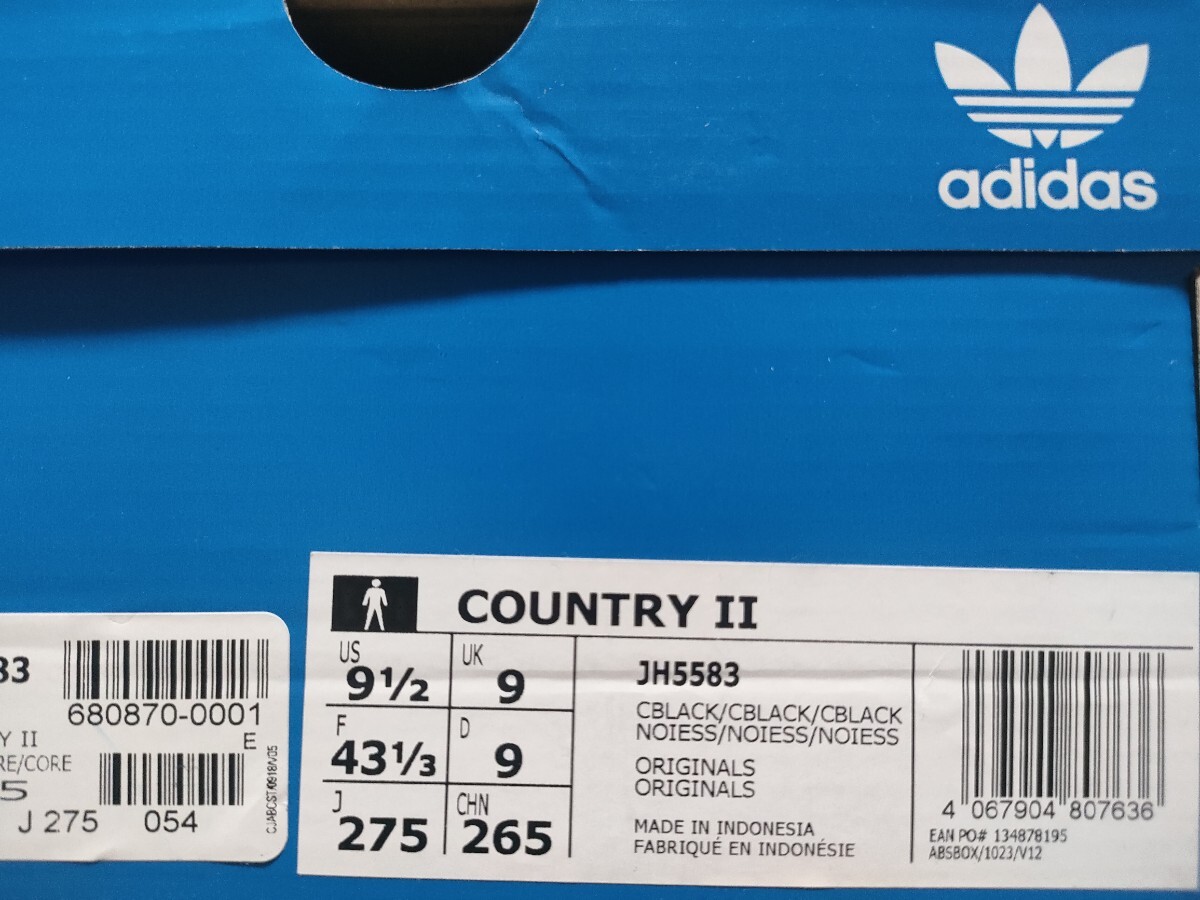 adidas
COUNTRY II
US
9½
UK
9
F
43⅓
D
9
J
275
CHN
265
JH5583
CBLACK/CBLACK/CBLACK
NOIESS/NOIESS/NOIESS
ORIGINALS
ORIGINALS
MADE IN INDONESIA
FABRIQUÉ EN INDONÉSIE
4 067904 807636
EAN PO# 134878195
ABSBOX/1023/V12
83
680870-0001
Y II
E
RE/CORE
5
J 275 054